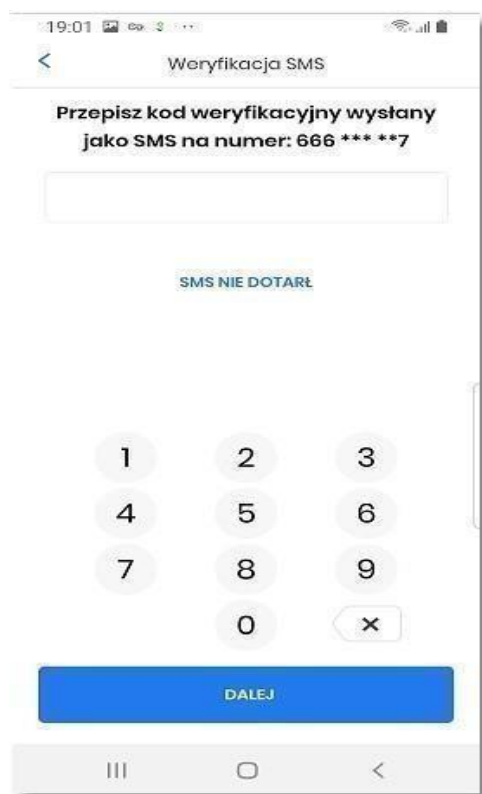 19:01
Weryfikacja SMS
Przepisz kod weryfikacyjny wysłany
jako SMS na numer: 666 *** **7
SMS NIE DOTARŁ
1 2 3
4 5 6
7 8 9
0
DALEJ